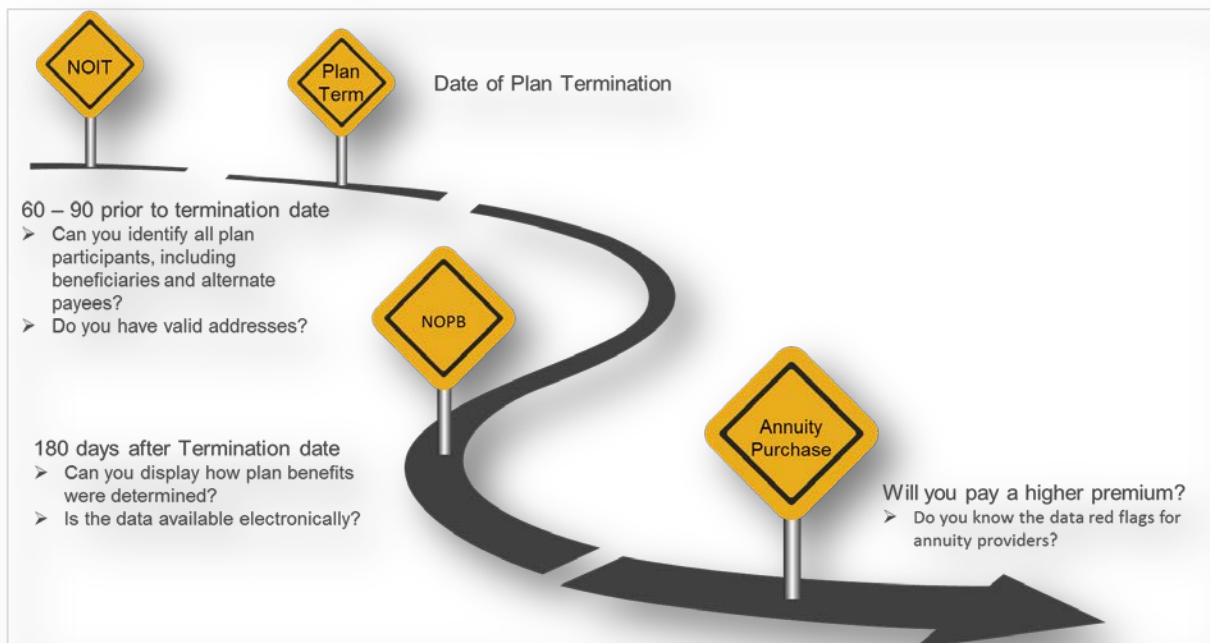 NOIT
Plan
Term
Date of Plan Termination
60 – 90 prior to termination date
➢ Can you identify all plan
participants, including
beneficiaries and alternate
payees?
➢ Do you have valid addresses?
NOPB
180 days after Termination date
➢ Can you display how plan benefits
were determined?
➢ Is the data available electronically?
Annuity
Purchase
Will you pay a higher premium?
➢ Do you know the data red flags for
annuity providers?